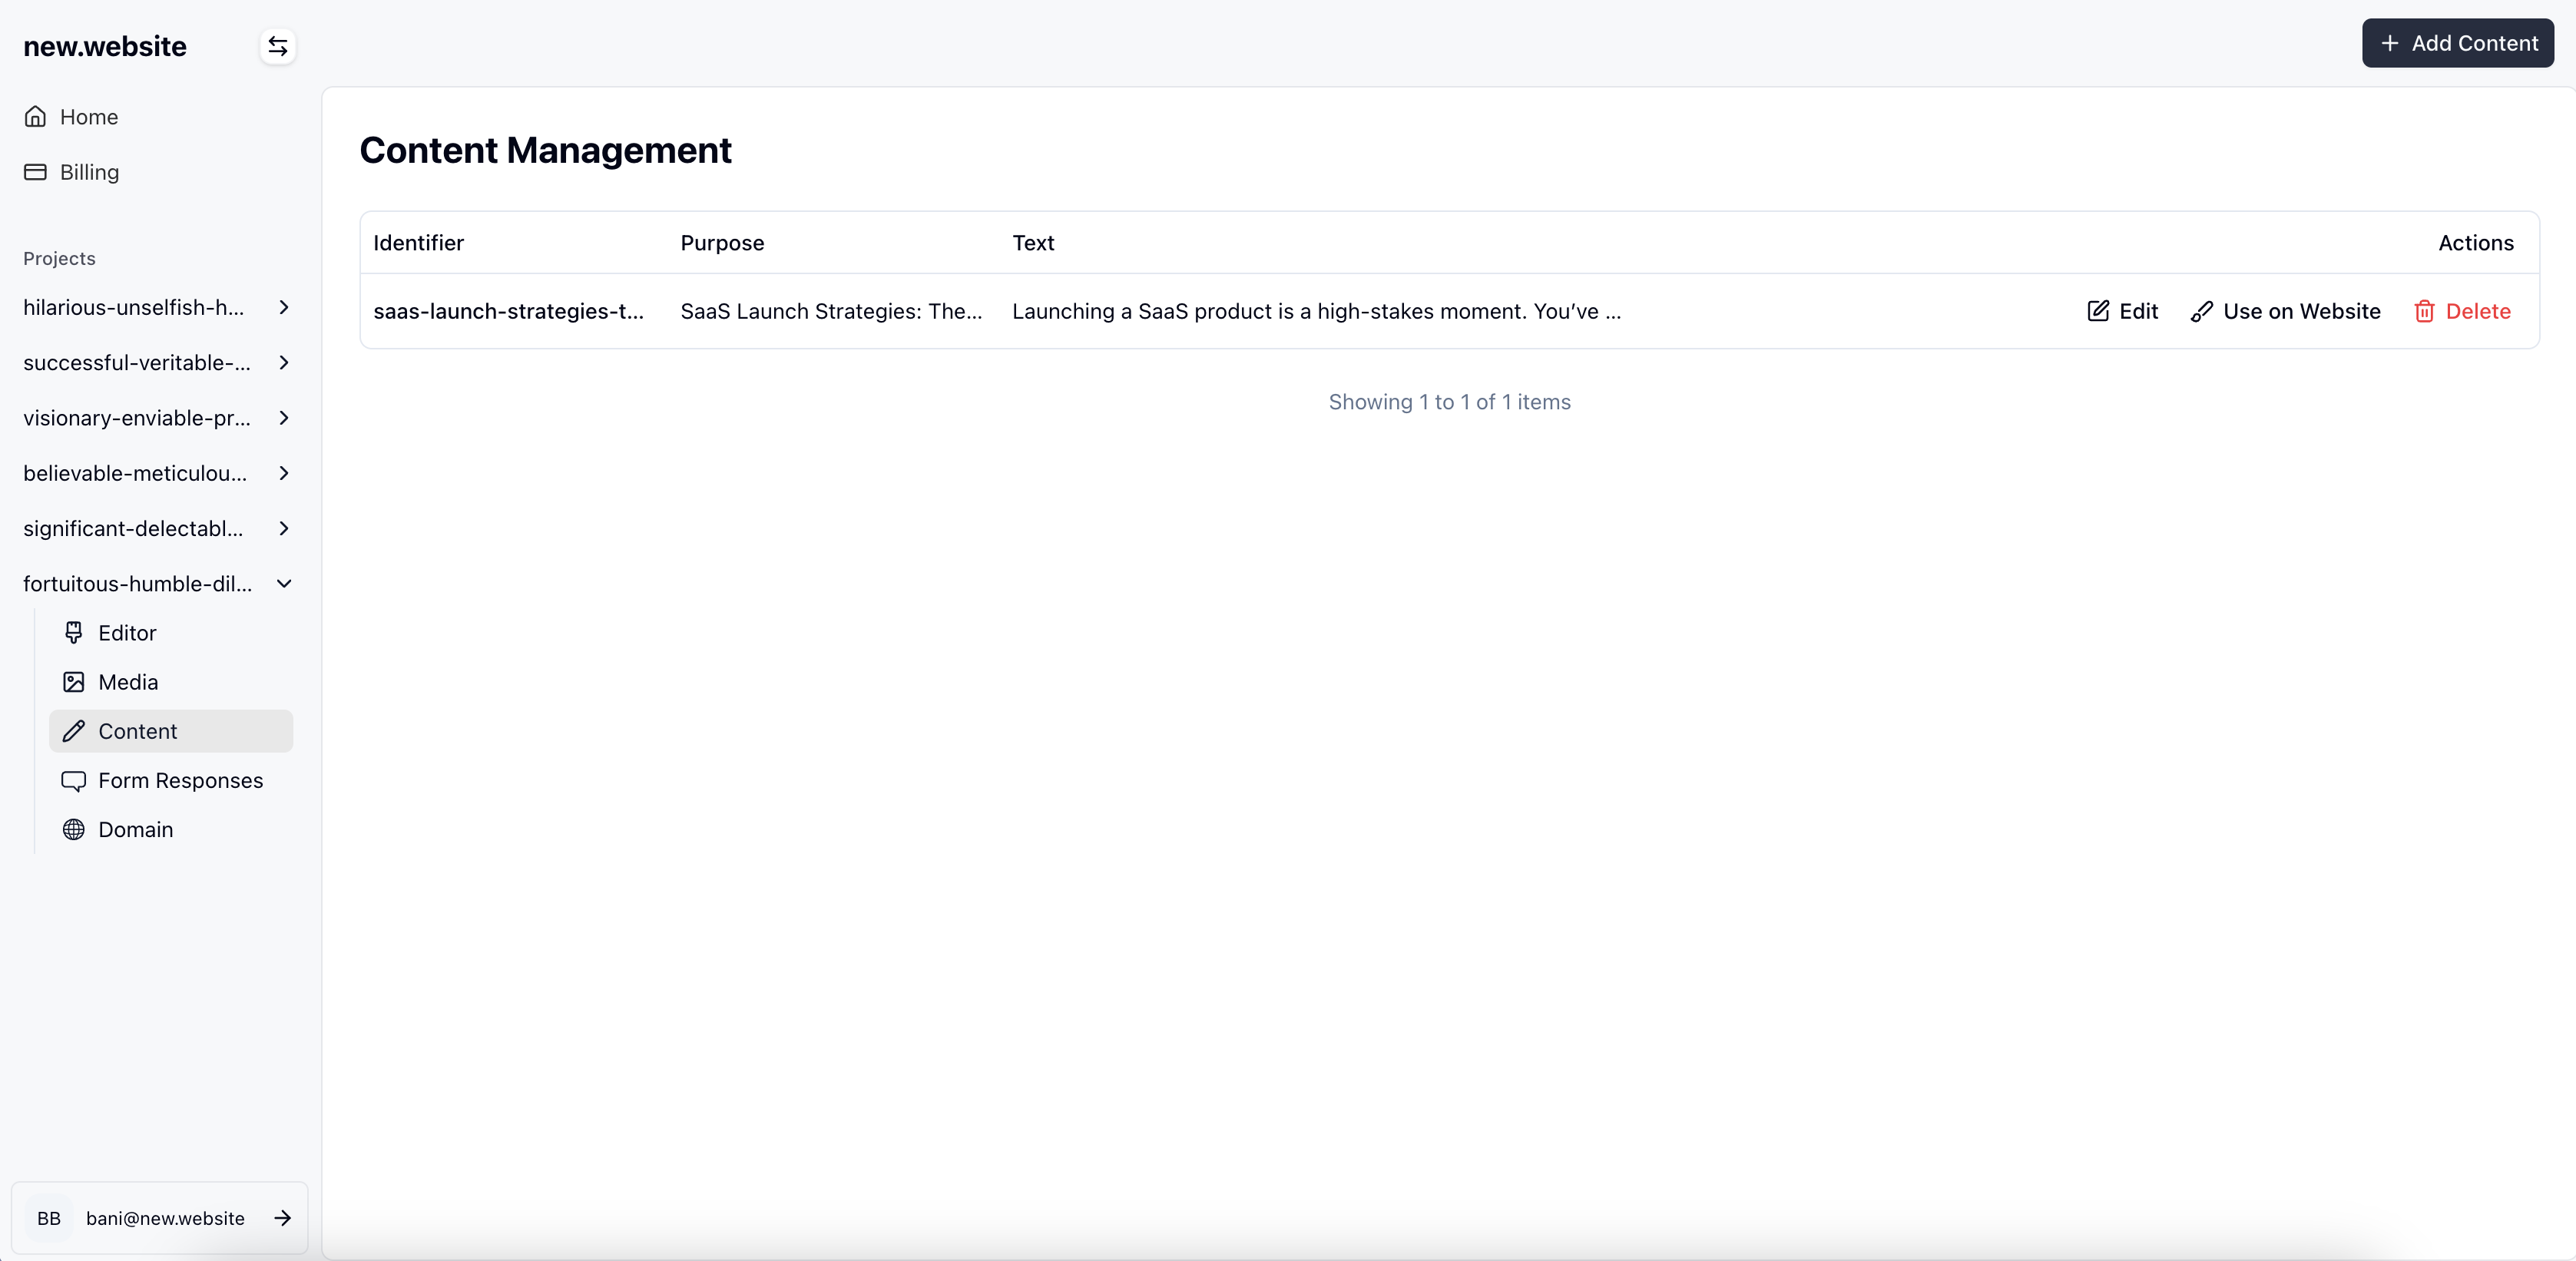 new.website
Add Content
Home
Billing
Projects
hilarious-unselfish-h...
successful-veritable-...
visionary-enviable-pr...
believable-meticulou...
significant-delectabl...
fortuitous-humble-dil...
Editor
Media
Content
Form Responses
Domain
BB bani@new.website
Content Management
Identifier Purpose Text Actions
saas-launch-strategies-t... SaaS Launch Strategies: The... Launching a SaaS product is a high-stakes moment. You’ve ... Edit Use on Website Delete
Showing 1 to 1 of 1 items